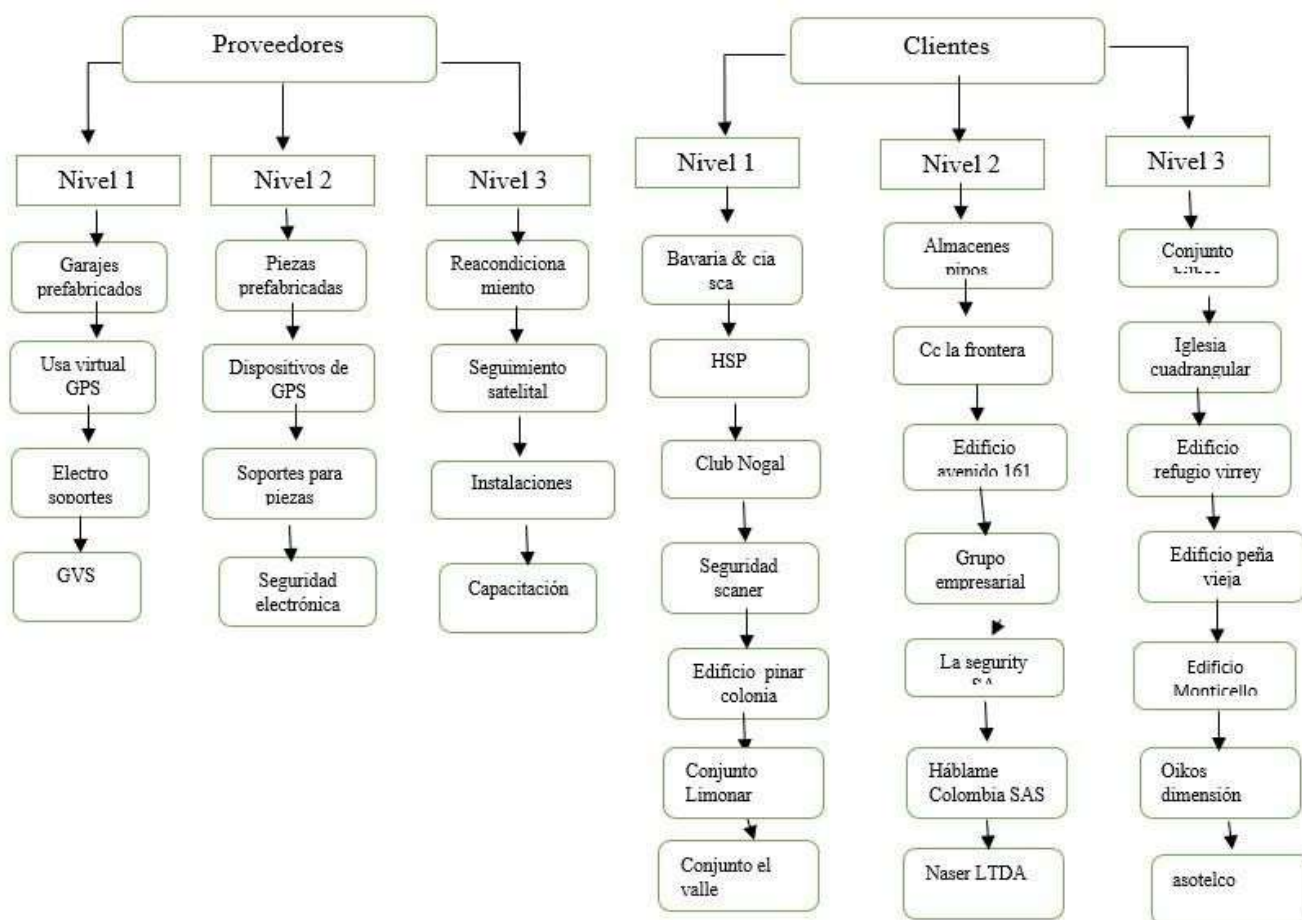 Proveedores
Nivel 1
Garajes
prefabricados
Usa virtual
GPS
Electro
soportes
GVS
Nivel 2
Piezas
prefabricadas
Dispositivos de
GPS
Soportes para
piezas
Seguridad
electrónica
Nivel 3
Reacondiciona
miento
Seguimiento
satelital
Instalaciones
Capacitación
Clientes
Nivel 1
Bavaria & cia
sca
HSP
Club Nogal
Seguridad
scaner
Edificio pinar
colonia
Conjunto
Limonar
Conjunto el
valle
Nivel 2
Almacenes
pinos
Cc la frontera
Edificio
avenido 161
Grupo
empresarial
La segurity
SA
Háblame
Colombia SAS
Naser LTDA
Nivel 3
Conjunto
Iglesia
cuadrangular
Edificio
refugio virrey
Edificio peña
vieja
Edificio
Monticello
Oikos
dimensión
asotelco